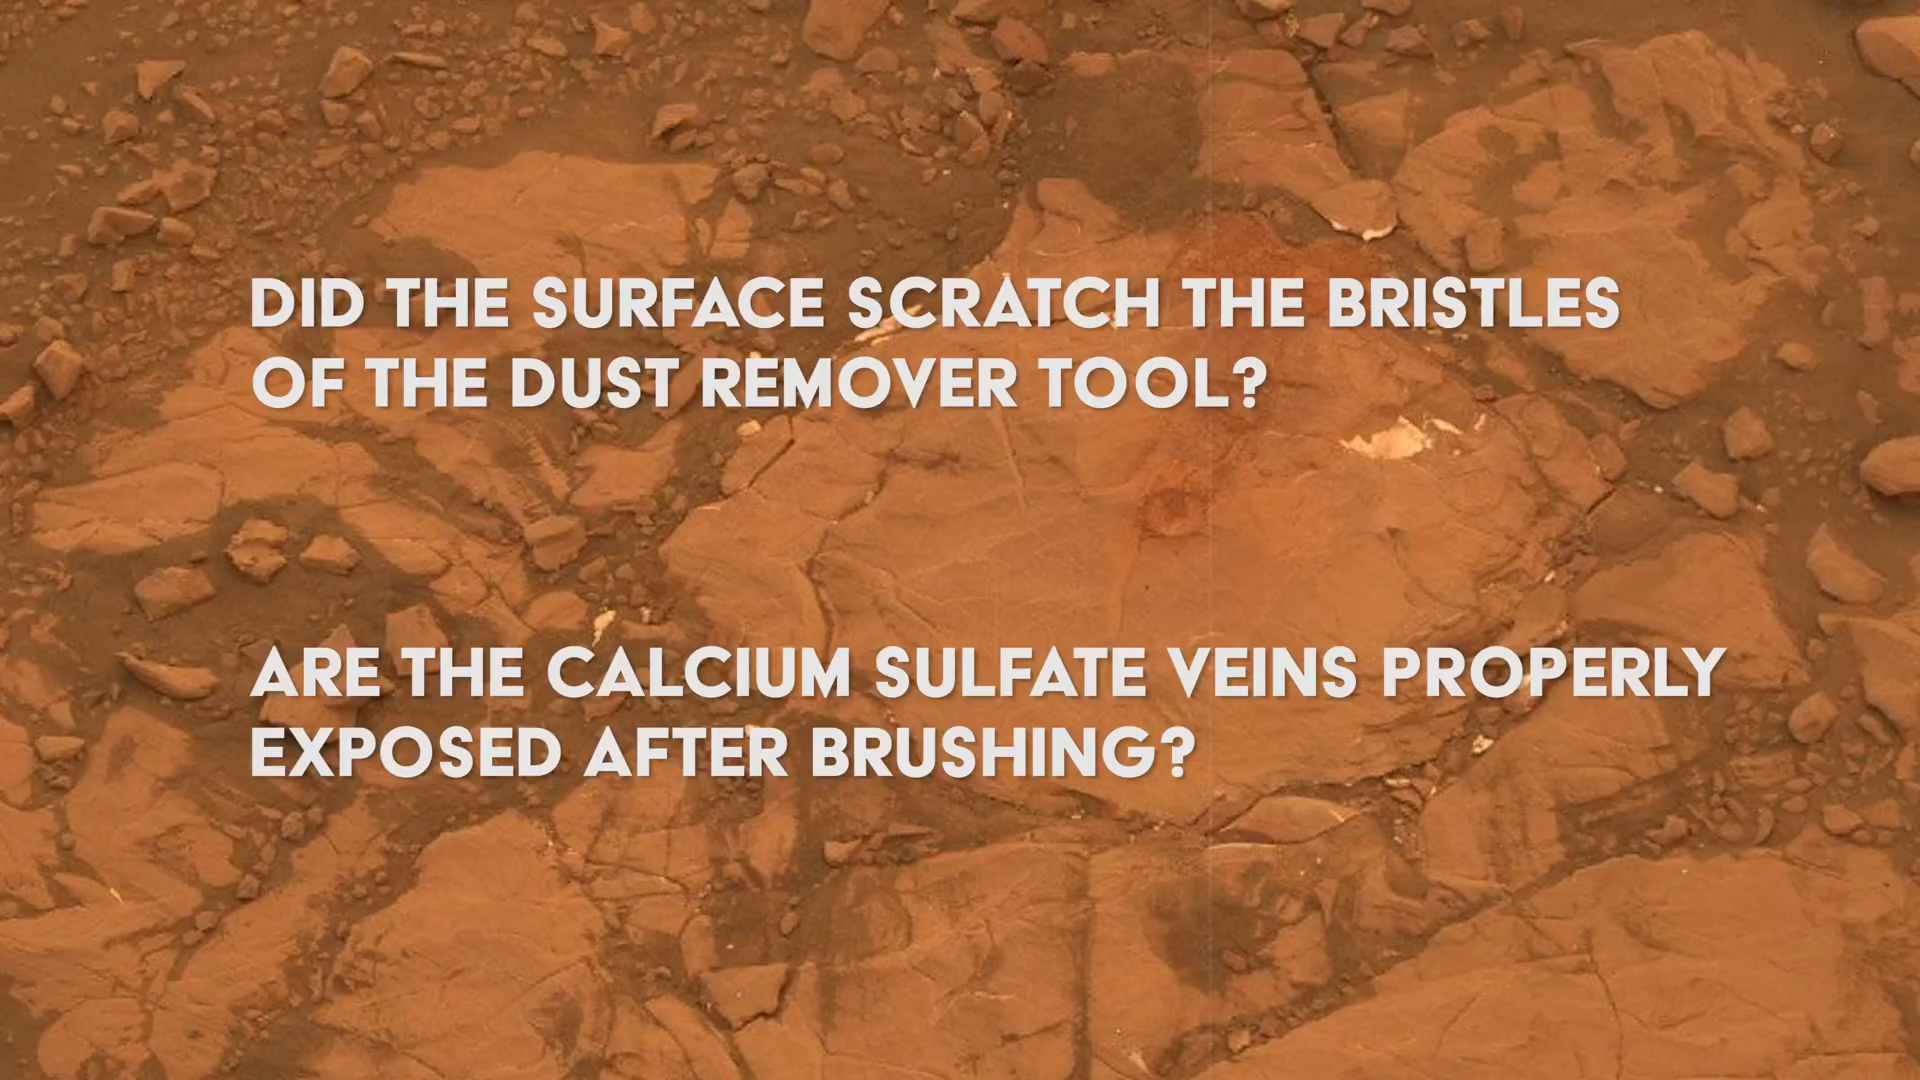 DID THE SURFACE SCRATCH THE BRISTLES
OF THE DUST REMOVER TOOL?
ARE THE CALCIUM SULFATE VEINS PROPERLY
EXPOSED AFTER BRUSHING?